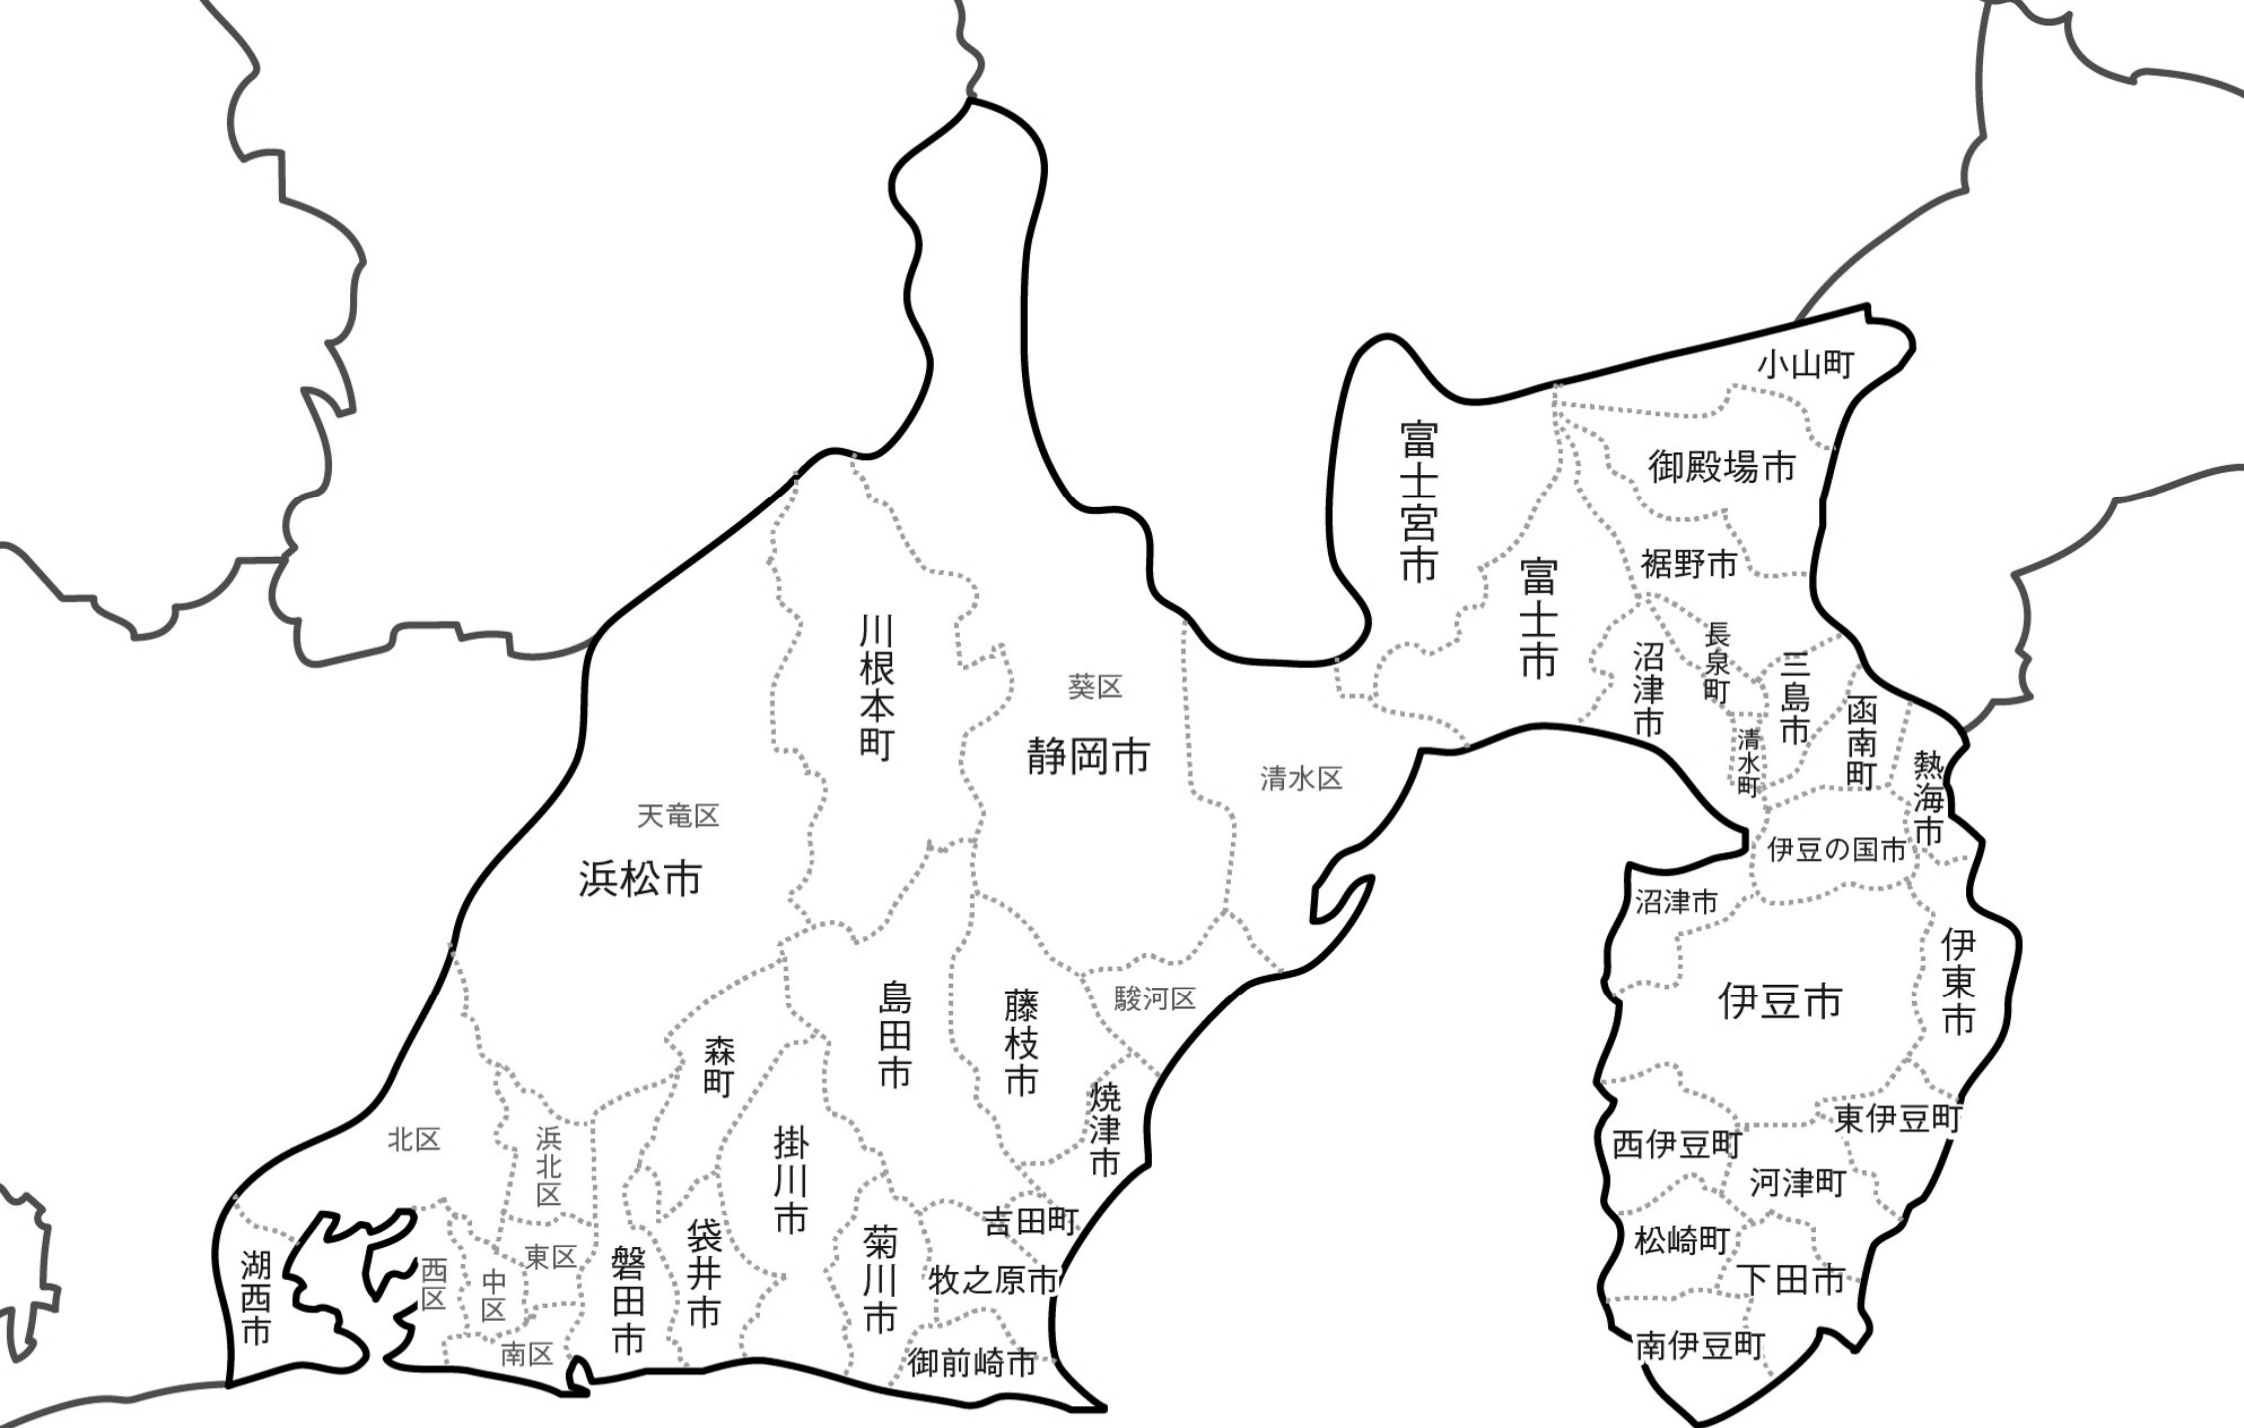 小山町
御殿場市
富士宮市
裾野市
富士市
長泉町
沼津市
三島市
函南町
清水町
熱海市
伊豆の国市
沼津市
伊東市
伊豆市
東伊豆町
西伊豆町
河津町
松崎町
下田市
南伊豆町
川根本町
葵区
静岡市
清水区
天竜区
浜松市
駿河区
島田市
藤枝市
森町
焼津市
北区
浜北区
掛川市
吉田町
袋井市
菊川市
牧之原市
磐田市
東区
中区
西区
湖西市
南区
御前崎市